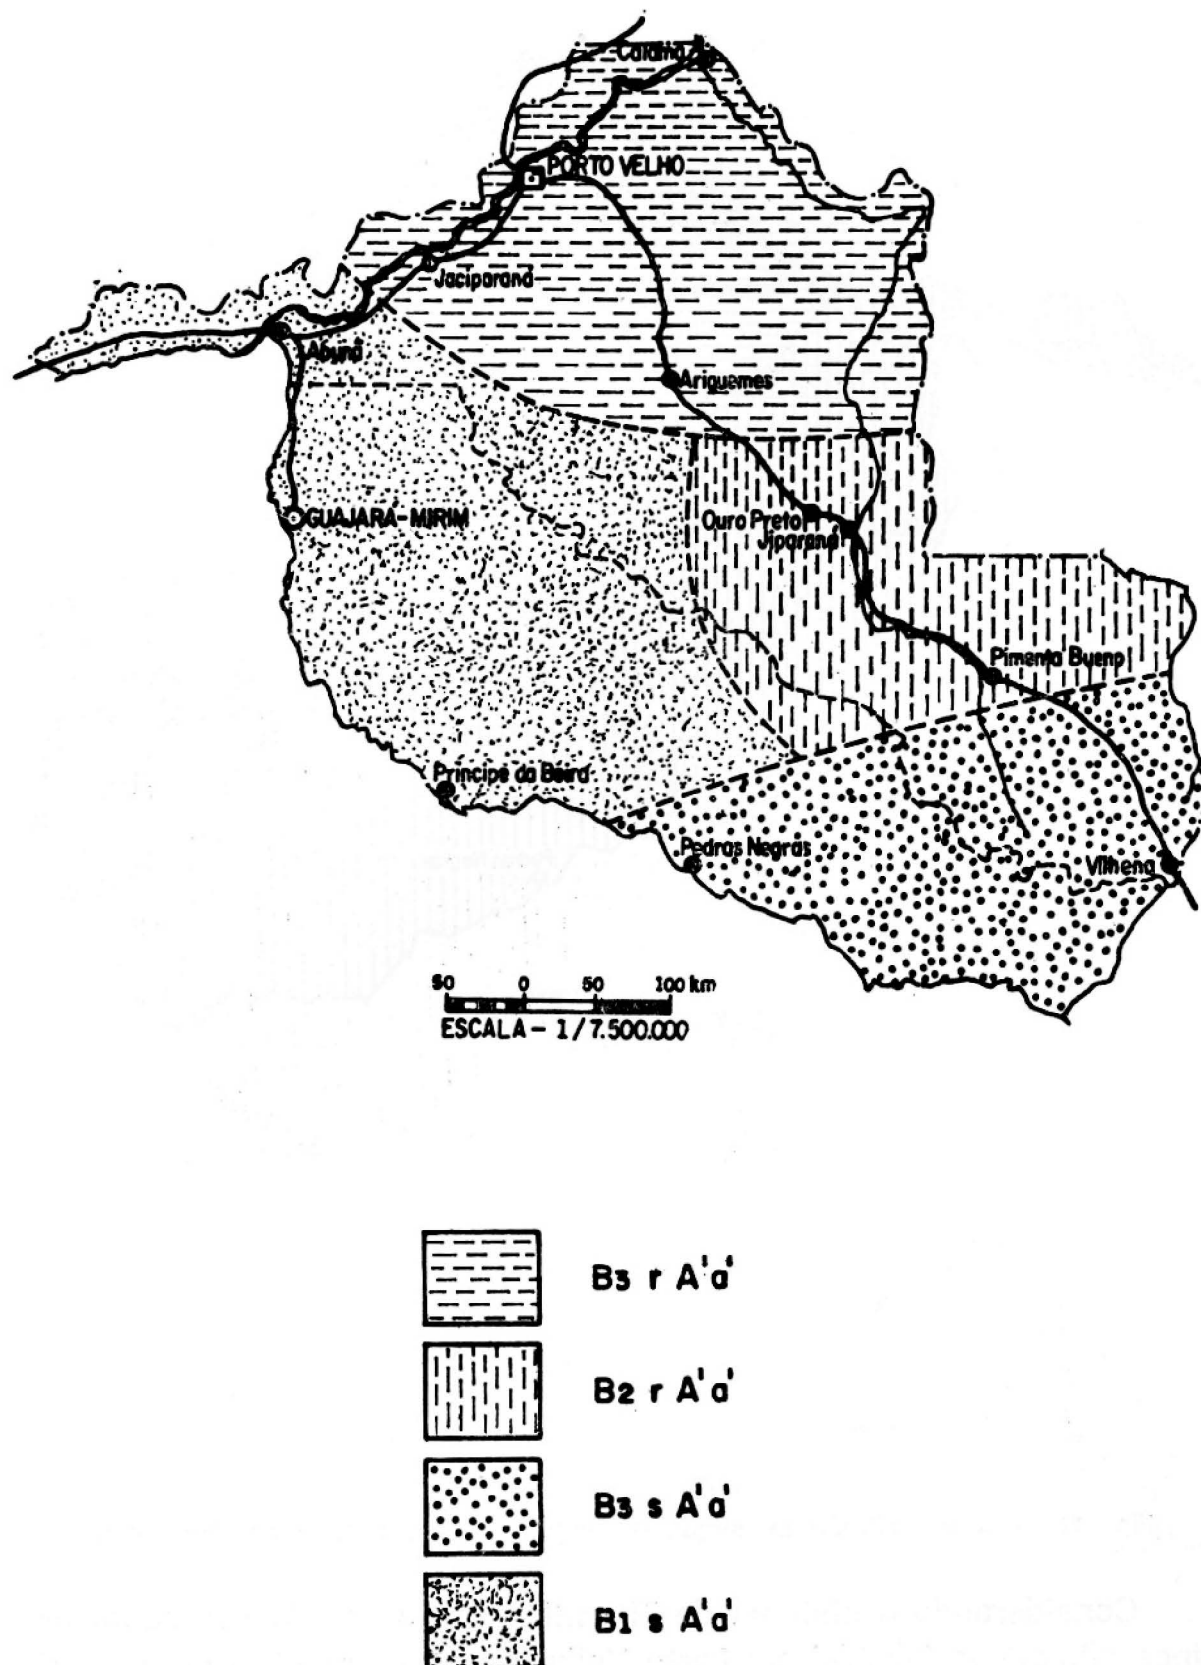 Calama
PORTO VELHO
Jaciparaná
Abunã
Ariquemes
GUAJARÁ-MIRIM
Ouro Preto
Jiparaná
Pimenta Bueno
Príncipe da Beira
Pedras Negras
Vilhena
50 0 50 100 km
ESCALA - 1/7.500.000
B3 r A'a'
B2 r A'a'
B3 s A'a'
B1 s A'a'